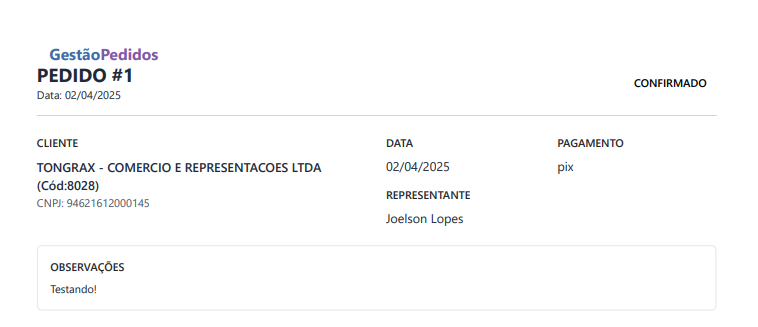 GestãoPedidos
PEDIDO #1
Data: 02/04/2025
CONFIRMADO
CLIENTE
TONGRAX - COMERCIO E REPRESENTACOES LTDA
(Cód:8028)
CNPJ: 94621612000145
DATA
02/04/2025
REPRESENTANTE
Joelson Lopes
PAGAMENTO
pix
OBSERVAÇÕES
Testando!